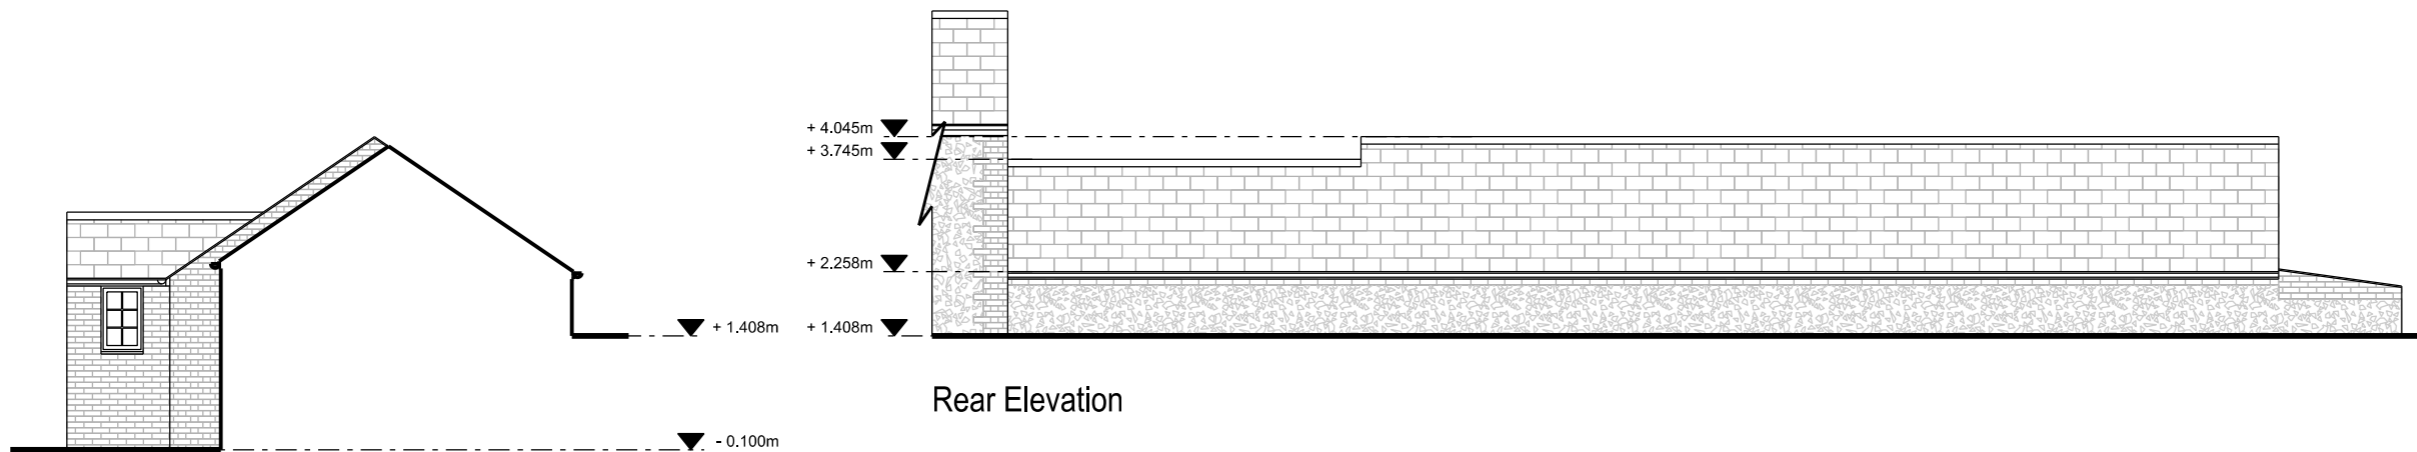 + 4.045m
+ 3.745m
+ 2.258m
+ 1.408m
+ 1.408m
Rear Elevation
- 0.100m